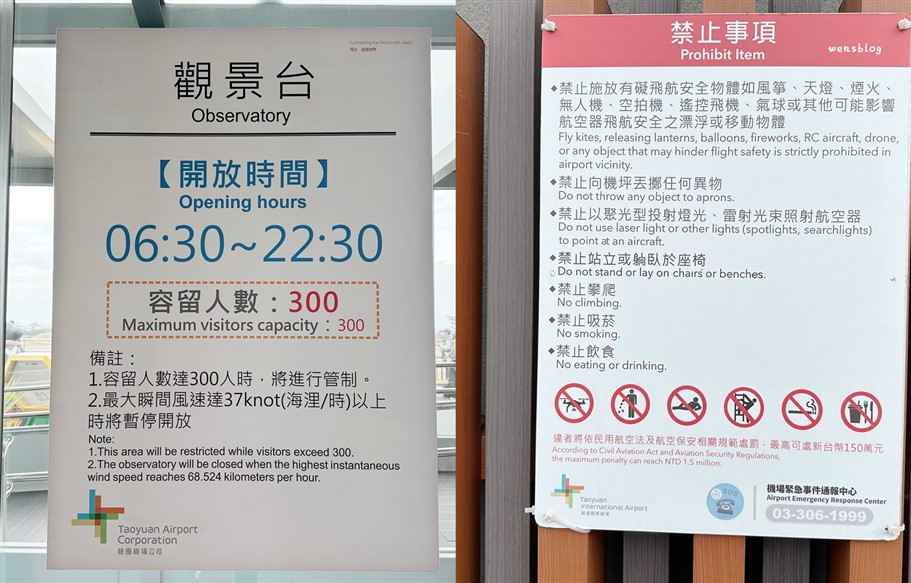 Connecting the World with Heart
觀景台
Observatory
【開放時間】
Opening hours
06:30~22:30
容留人數：300
Maximum visitors capacity：300
備註：
1.容留人數達300人時，將進行管制。
2.最大瞬間風速達37knot(海浬/時)以上
時將暫停開放
Note:
1.This area will be restricted while visitors exceed 300.
2.The observatory will be closed when the highest instantaneous
wind speed reaches 68.524 kilometers per hour.
Taoyuan Airport
Corporation
桃園機場公司
禁止事項
Prohibit Item
wensblog
◆禁止施放有礙飛航安全物體如風箏、天燈、煙火、
無人機、空拍機、遙控飛機、氣球或其他可能影響
航空器飛航安全之漂浮或移動物體
Fly kites, releasing lanterns, balloons, fireworks, RC aircraft, drone,
or any object that may hinder flight safety is strictly prohibited in
airport vicinity.
◆禁止向機坪丟擲任何異物
Do not throw any object to aprons.
◆禁止以聚光型投射燈光、雷射光束照射航空器
Do not use laser light or other lights (spotlights, searchlights)
to point at an aircraft.
◆禁止站立或躺臥於座椅
Do not stand or lay on chairs or benches.
◆禁止攀爬
No climbing.
◆禁止吸菸
No smoking.
◆禁止飲食
No eating or drinking.
違者將依民用航空法及航空保安相關規範處罰，最高可處新台幣150萬元
According to Civil Aviation Act and Aviation Security Regulations,
the maximum penalty can reach NTD 1.5 million.
Taoyuan
International Airport
桃園國際機場
機場緊急事件通報中心
Airport Emergency Response Center
03-306-1999